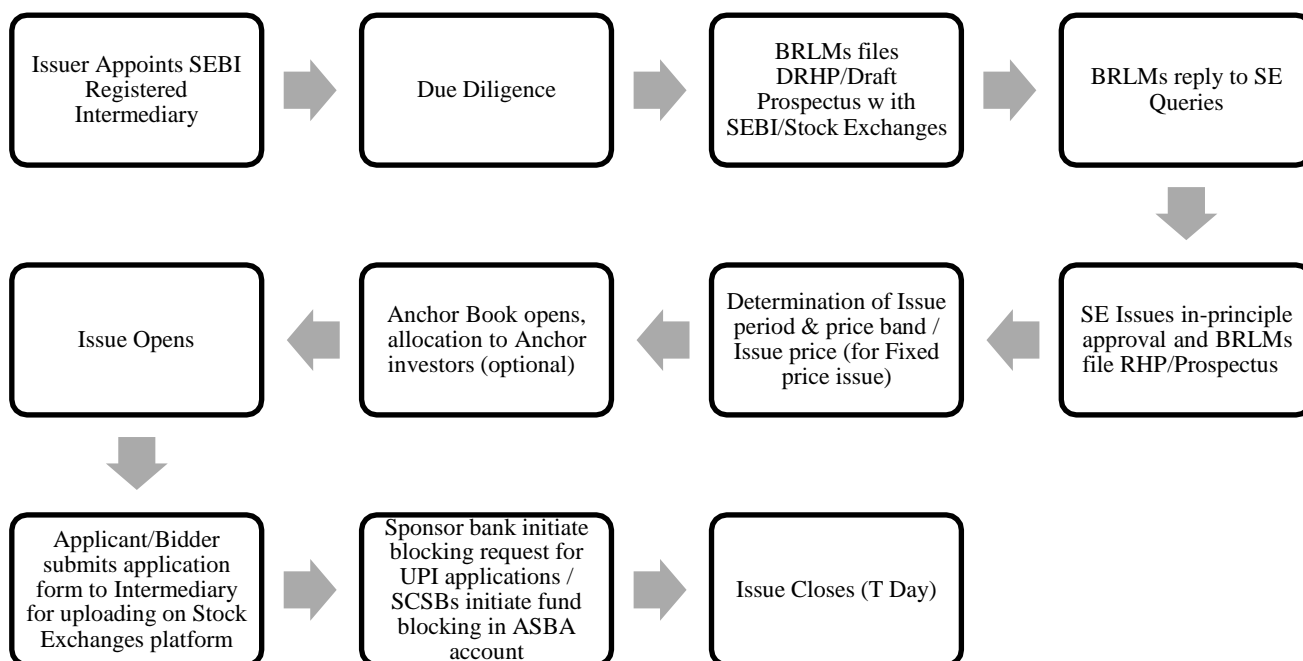 Issuer Appoints SEBI
Registered
Intermediary
Due Diligence
BRLMs files
DRHP/Draft
Prospectus w ith
SEBI/Stock Exchanges
BRLMs reply to SE
Queries
SE Issues in-principle
approval and BRLMs
file RHP/Prospectus
Determination of Issue
period & price band /
Issue price (for Fixed
price issue)
Anchor Book opens,
allocation to Anchor
investors (optional)
Issue Opens
Applicant/Bidder
submits application
form to Intermediary
for uploading on Stock
Exchanges platform
Sponsor bank initiate
blocking request for
UPI applications /
SCSBs initiate fund
blocking in ASBA
account
Issue Closes (T Day)